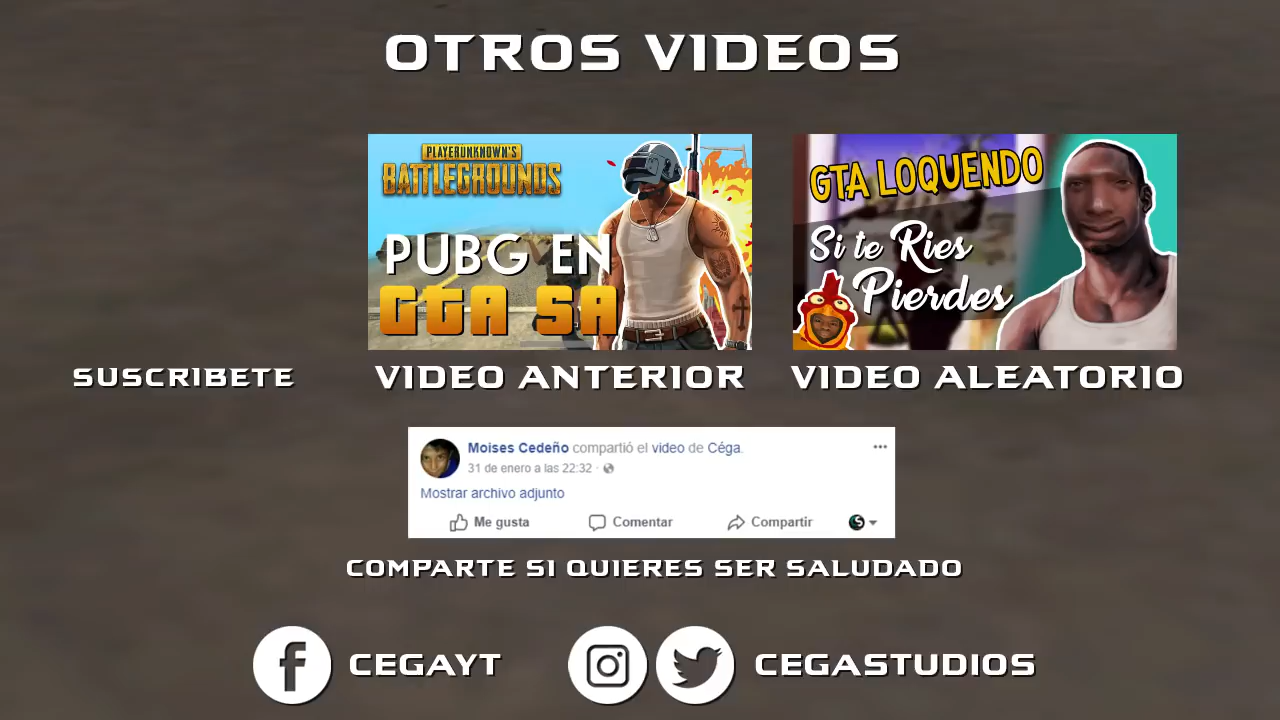 OTROS VIDEOS
PLAYERUNKNOWN'S
BATTLEGROUNDS
PUBG EN
GTA SA
GTA LOQUENDO
Si te Ries
Pierdes
SUSCRIBETE
VIDEO ANTERIOR
VIDEO ALEATORIO
Moises Cedeño compartió el video de Céga.
31 de enero a las 22:32 ·
Mostrar archivo adjunto
Me gusta
Comentar
Compartir
COMPARTE SI QUIERES SER SALUDADO
CEGAYT
CEGASTUDIOS